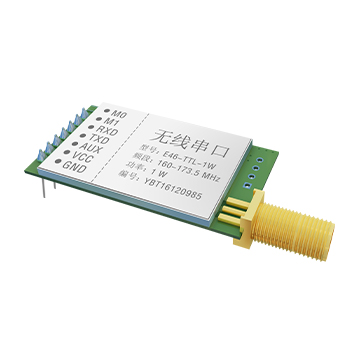 M0
M1
RXD
TXD
AUX
VCC
GND
无线串口
型号: E46-TTL-1W
频段: 160-173.5 MHz
功率: 1 W
编号: YBT16120985